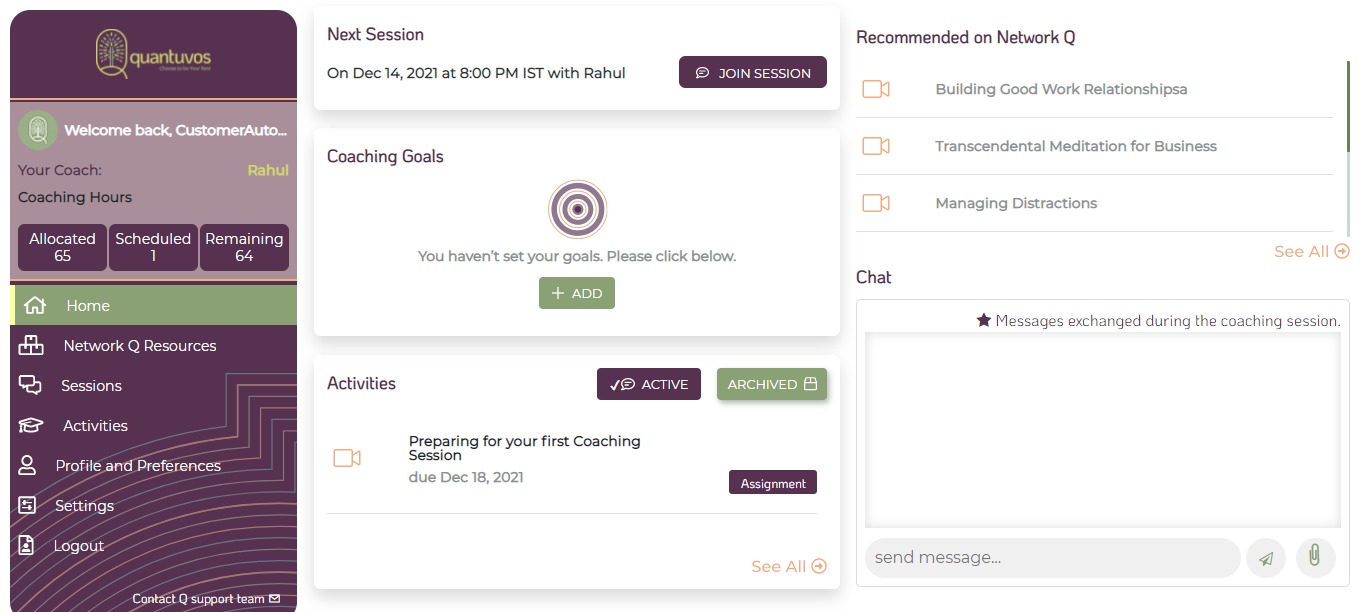 quantuvos
Choose to be Your Best
Welcome back, CustomerAuto...
Your Coach: Rahul
Coaching Hours
Allocated
65
Scheduled
1
Remaining
64
Home
Network Q Resources
Sessions
Activities
Profile and Preferences
Settings
Logout
Contact Q support team
Next Session
On Dec 14, 2021 at 8:00 PM IST with Rahul
JOIN SESSION
Coaching Goals
You haven't set your goals. Please click below.
+ ADD
Activities
ACTIVE
ARCHIVED
Preparing for your first Coaching
Session
due Dec 18, 2021
Assignment
See All
Recommended on Network Q
Building Good Work Relationshipsa
Transcendental Meditation for Business
Managing Distractions
See All
Chat
★ Messages exchanged during the coaching session.
send message...